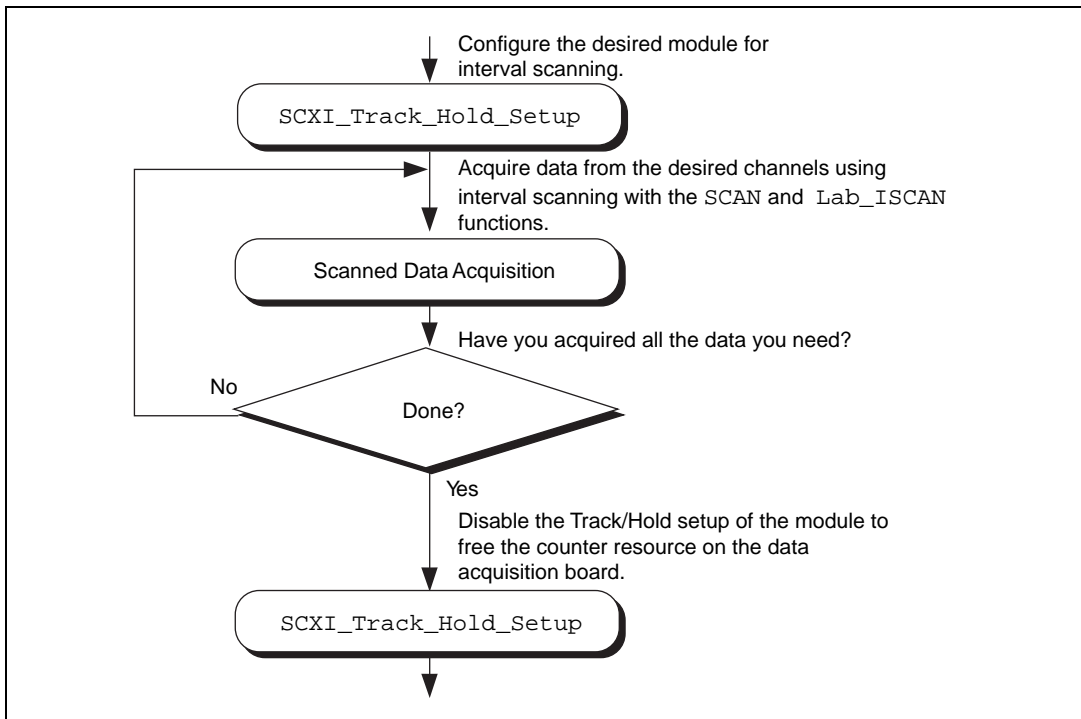 Configure the desired module for
interval scanning.
SCXI_Track_Hold_Setup
Acquire data from the desired channels using
interval scanning with the SCAN and Lab_ISCAN
functions.
Scanned Data Acquisition
Have you acquired all the data you need?
No
Done?
Yes
Disable the Track/Hold setup of the module to
free the counter resource on the data
acquisition board.
SCXI_Track_Hold_Setup